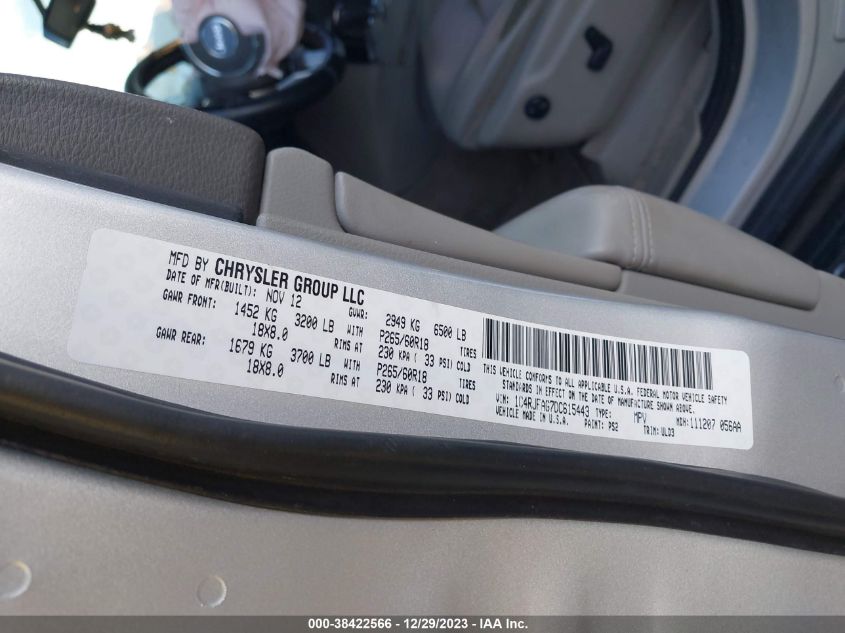 MFD BY CHRYSLER GROUP LLC
DATE OF MFR(BUILT): NOV 12 GVWR: 2949 KG 6500 LB
GAWR FRONT: 1452 KG 3200 LB WITH P265/60R18 TIRES
18X8.0 RIMS AT 230 KPA ( 33 PSI) COLD
GAWR REAR: 1679 KG 3700 LB WITH P265/60R18 TIRES
18X8.0 RIMS AT 230 KPA ( 33 PSI) COLD
THIS VEHICLE CONFORMS TO ALL APPLICABLE U.S.A. FEDERAL MOTOR VEHICLE SAFETY
STANDARDS IN EFFECT ON THE DATE OF MANUFACTURE SHOWN ABOVE.
VIN: 1C4RJFAG7DC615443 TYPE: MPV MDH: 111207 056AA
VEHICLE MADE IN U.S.A. PAINT: PS2 TRIM: ULD3
000-38422566 - 12/29/2023 - IAA Inc.